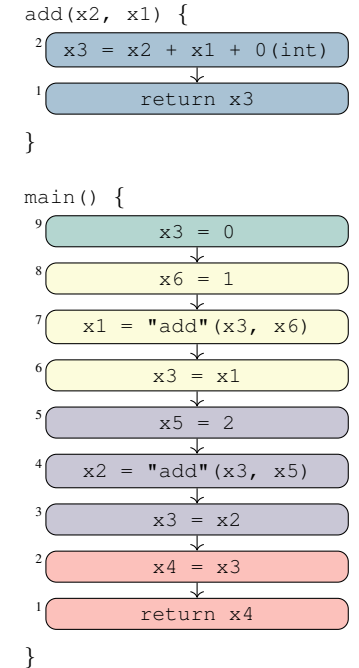 add(x2, x1) {
2 x3 = x2 + x1 + 0(int)
1 return x3
}
main() {
9 x3 = 0
8 x6 = 1
7 x1 = "add"(x3, x6)
6 x3 = x1
5 x5 = 2
4 x2 = "add"(x3, x5)
3 x3 = x2
2 x4 = x3
1 return x4
}